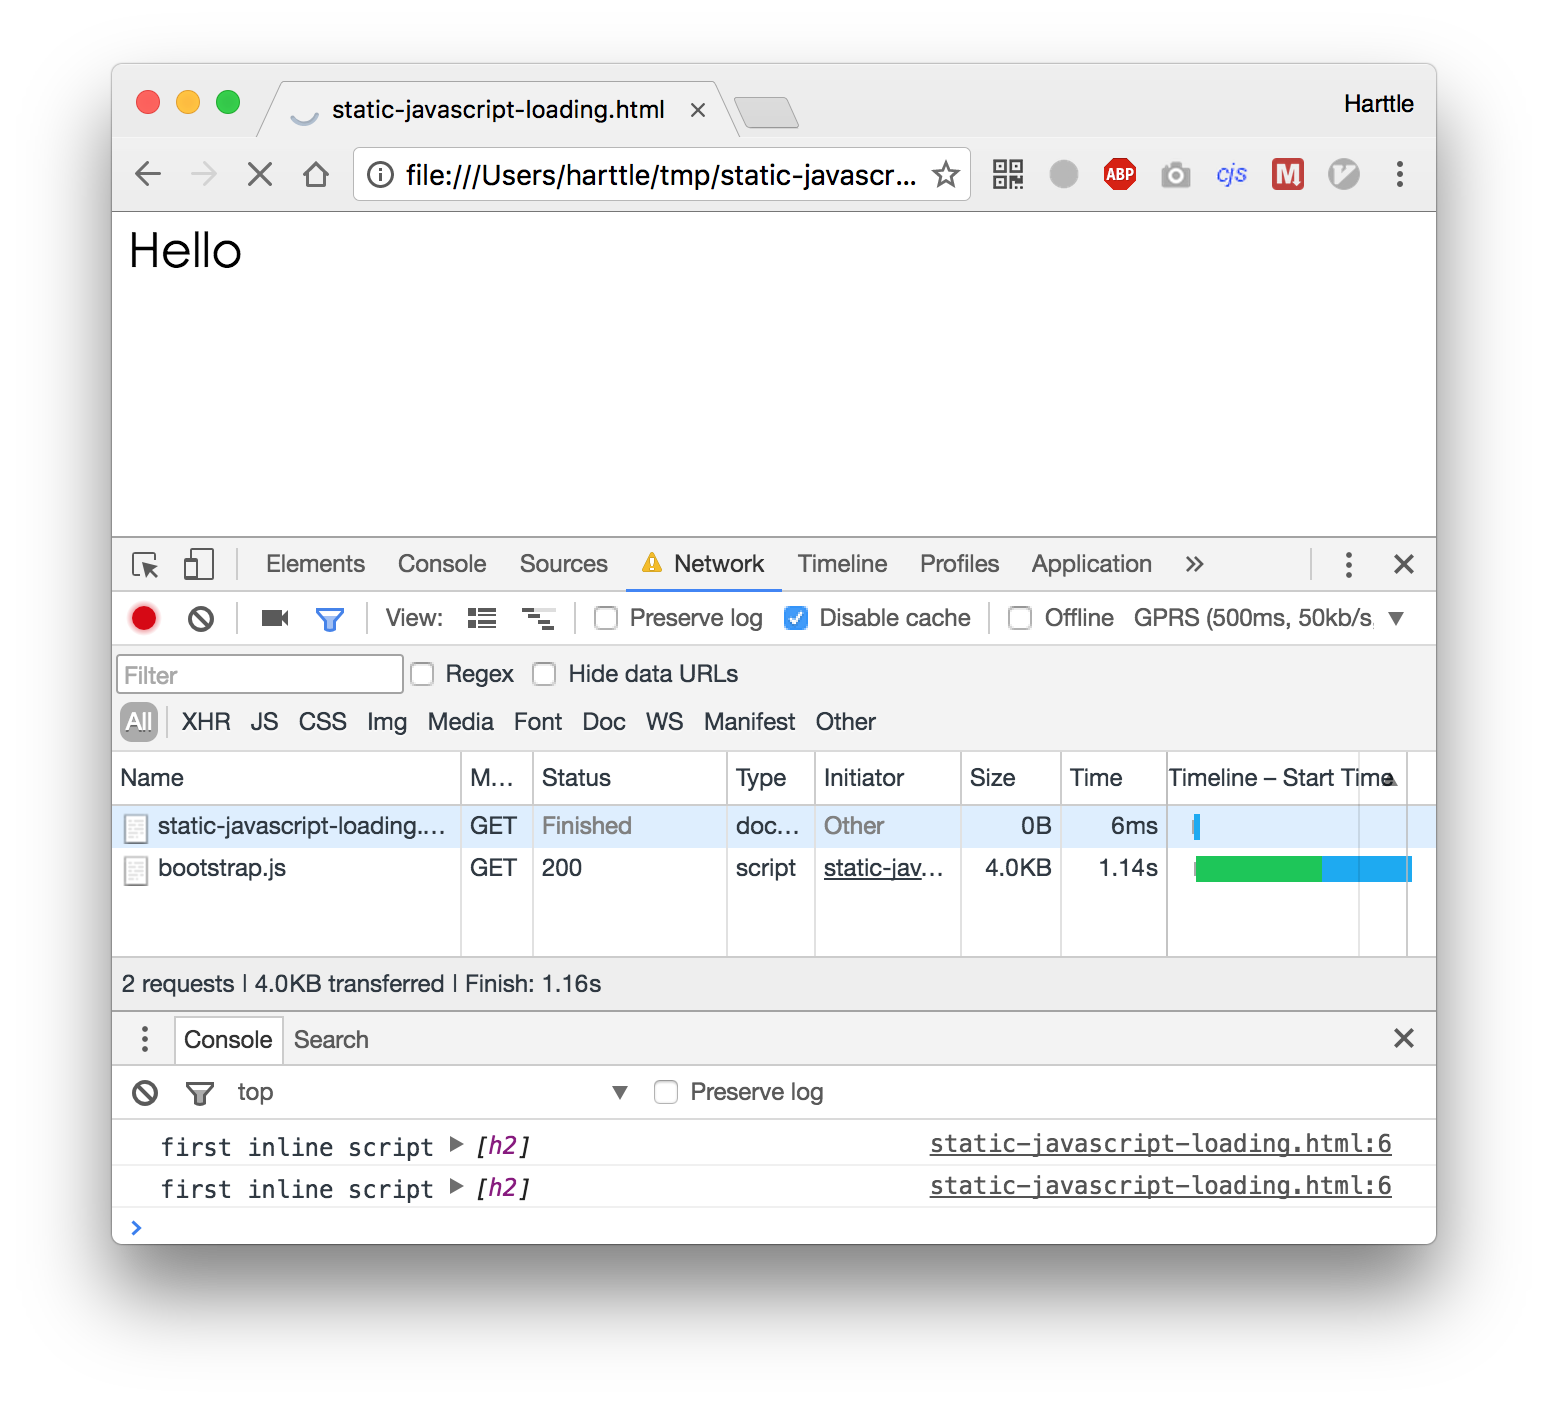 static-javascript-loading.html
Harttle
file:///Users/harttle/tmp/static-javascr...
ABP
cjs
M
Hello
Elements Console Sources Network Timeline Profiles Application
View: Preserve log Disable cache Offline GPRS (500ms, 50kb/s,
Filter Regex Hide data URLs
All XHR JS CSS Img Media Font Doc WS Manifest Other
Name M... Status Type Initiator Size Time Timeline – Start Time
static-javascript-loading.... GET Finished doc... Other 0B 6ms
bootstrap.js GET 200 script static-jav... 4.0KB 1.14s
2 requests | 4.0KB transferred | Finish: 1.16s
Console Search
top Preserve log
first inline script ▶ [h2] static-javascript-loading.html:6
first inline script ▶ [h2] static-javascript-loading.html:6